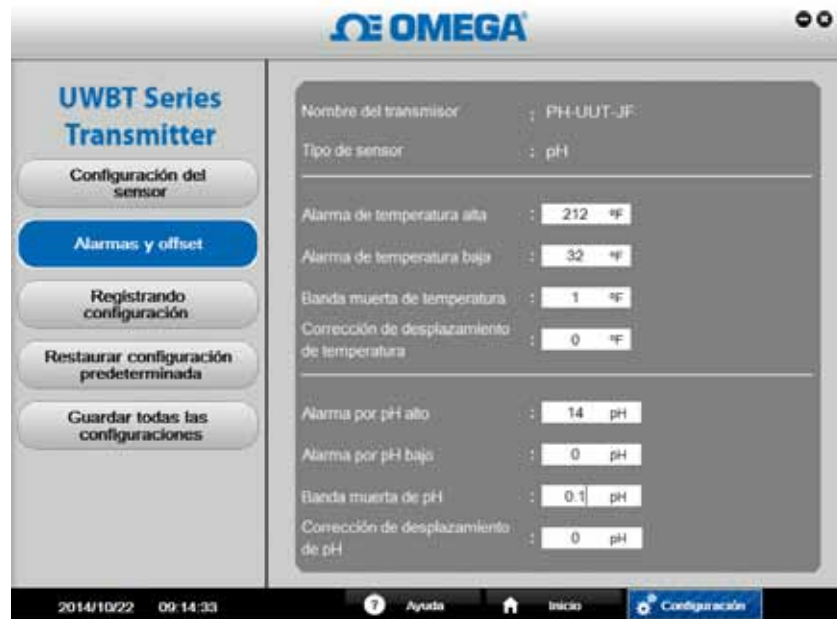 OMEGA
UWBT Series
Transmitter
Configuración del
sensor
Alarmas y offset
Registrando
configuración
Restaurar configuración
predeterminada
Guardar todas las
configuraciones
Nombre del transmisor : PH-UUT-JF
Tipo de sensor : pH
Alarma de temperatura alta : 212 ºF
Alarma de temperatura baja : 32 ºF
Banda muerta de temperatura : 1 ºF
Corrección de desplazamiento
de temperatura : 0 ºF
Alarma por pH alto : 14 pH
Alarma por pH bajo : 0 pH
Banda muerta de pH : 0.1 pH
Corrección de desplazamiento
de pH : 0 pH
2014/10/22 09:14:33 ? Ayuda Inicio Configuración